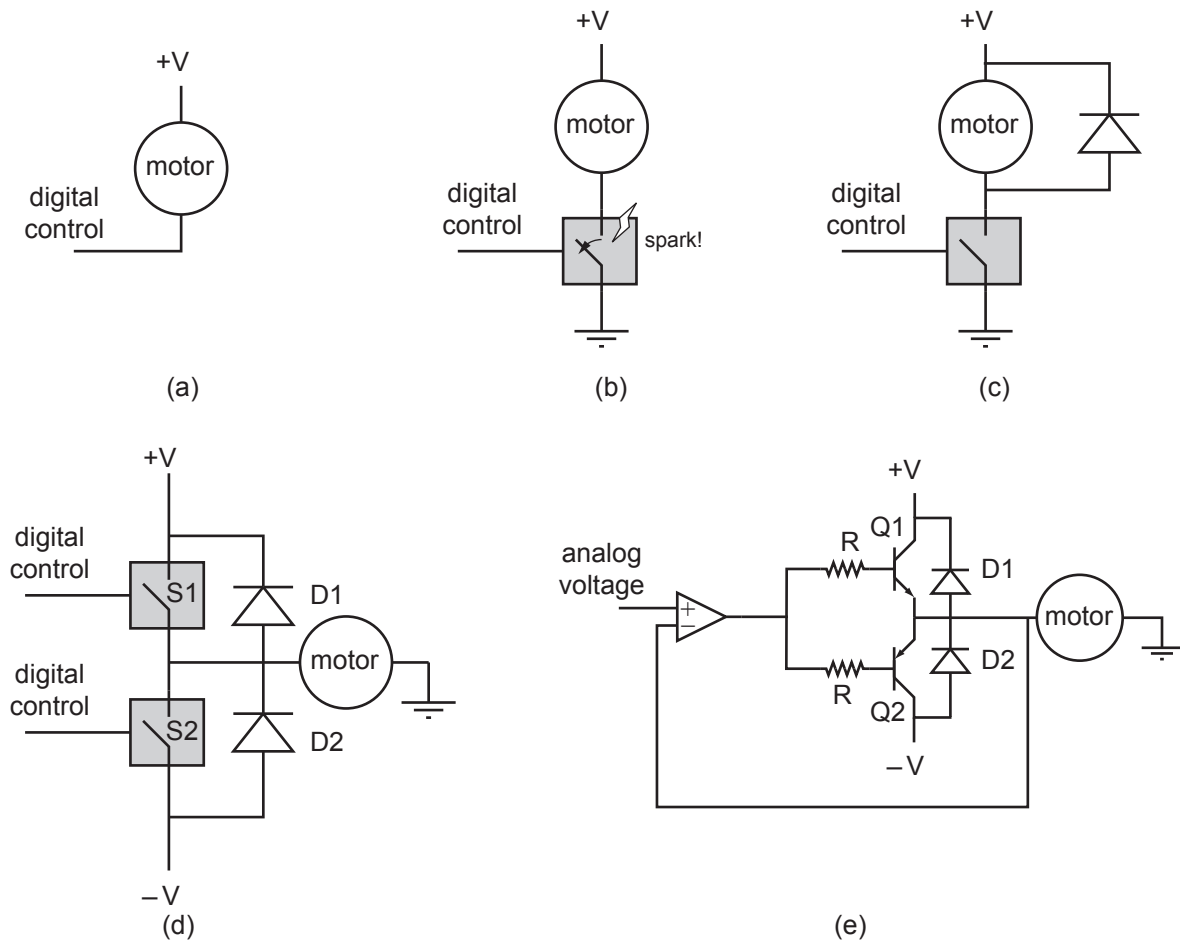 +V
motor
digital
control
(a)
+V
motor
digital
control
spark!
(b)
+V
motor
digital
control
(c)
+V
digital
control
S1
D1
motor
digital
control
S2
D2
–V
(d)
+V
Q1
R
analog
voltage
+
−
D1
motor
D2
R
Q2
–V
(e)